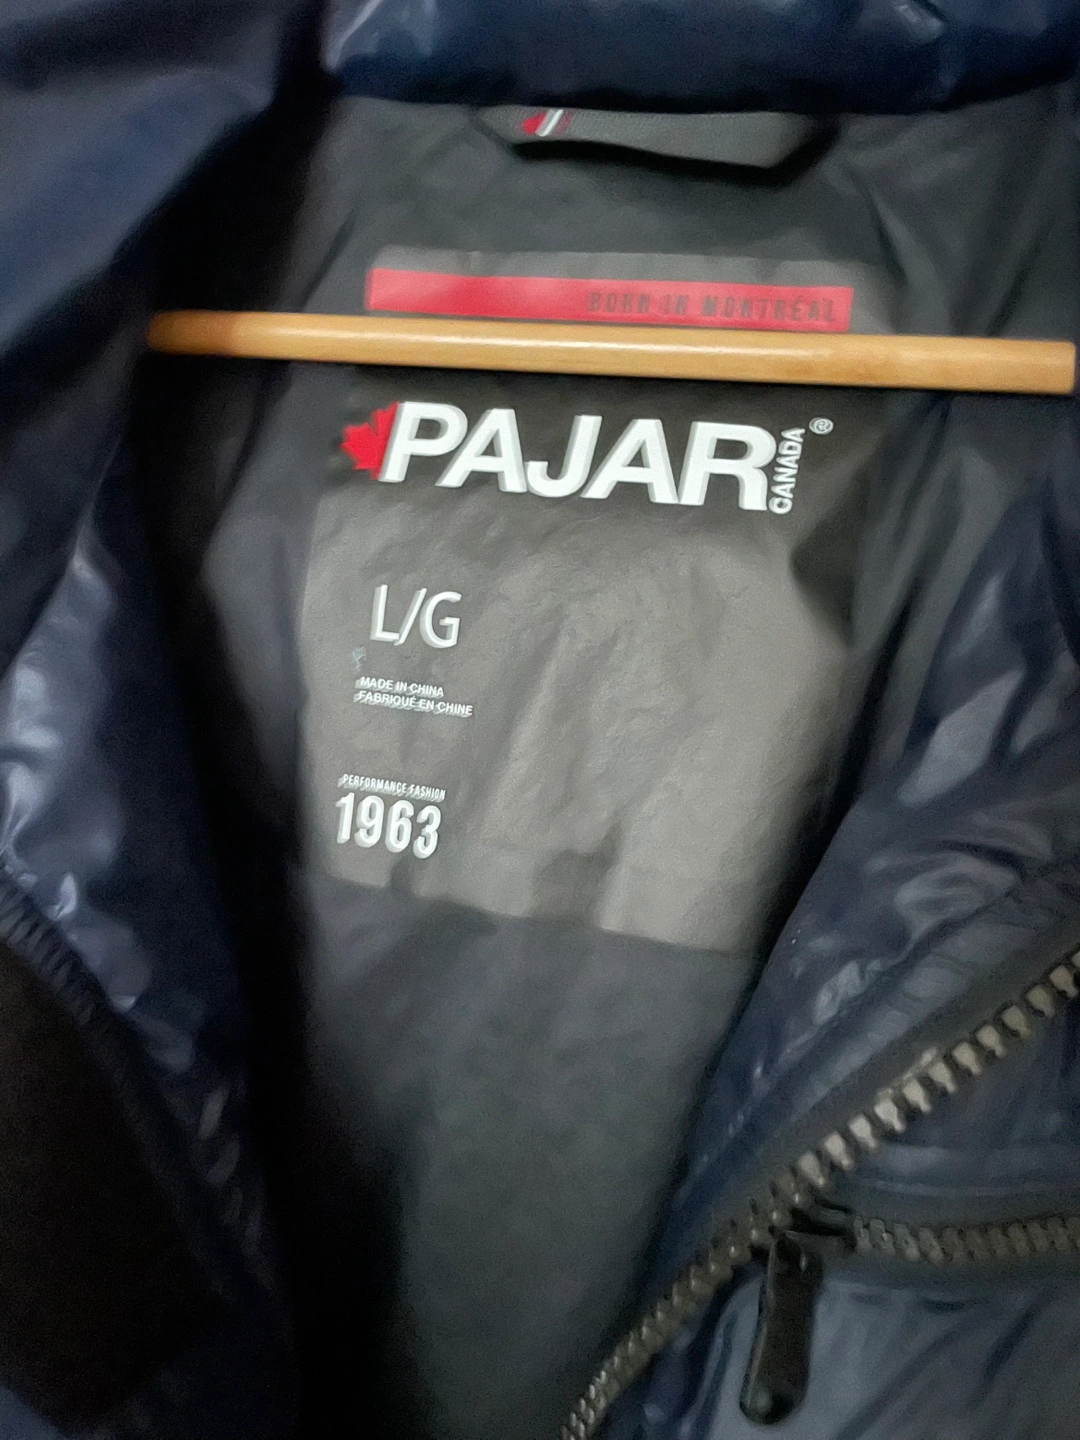 BORN IN MONTRÉAL
PAJAR CANADA ®
L/G
MADE IN CHINA
FABRIQUÉ EN CHINE
PERFORMANCE FASHION
1963